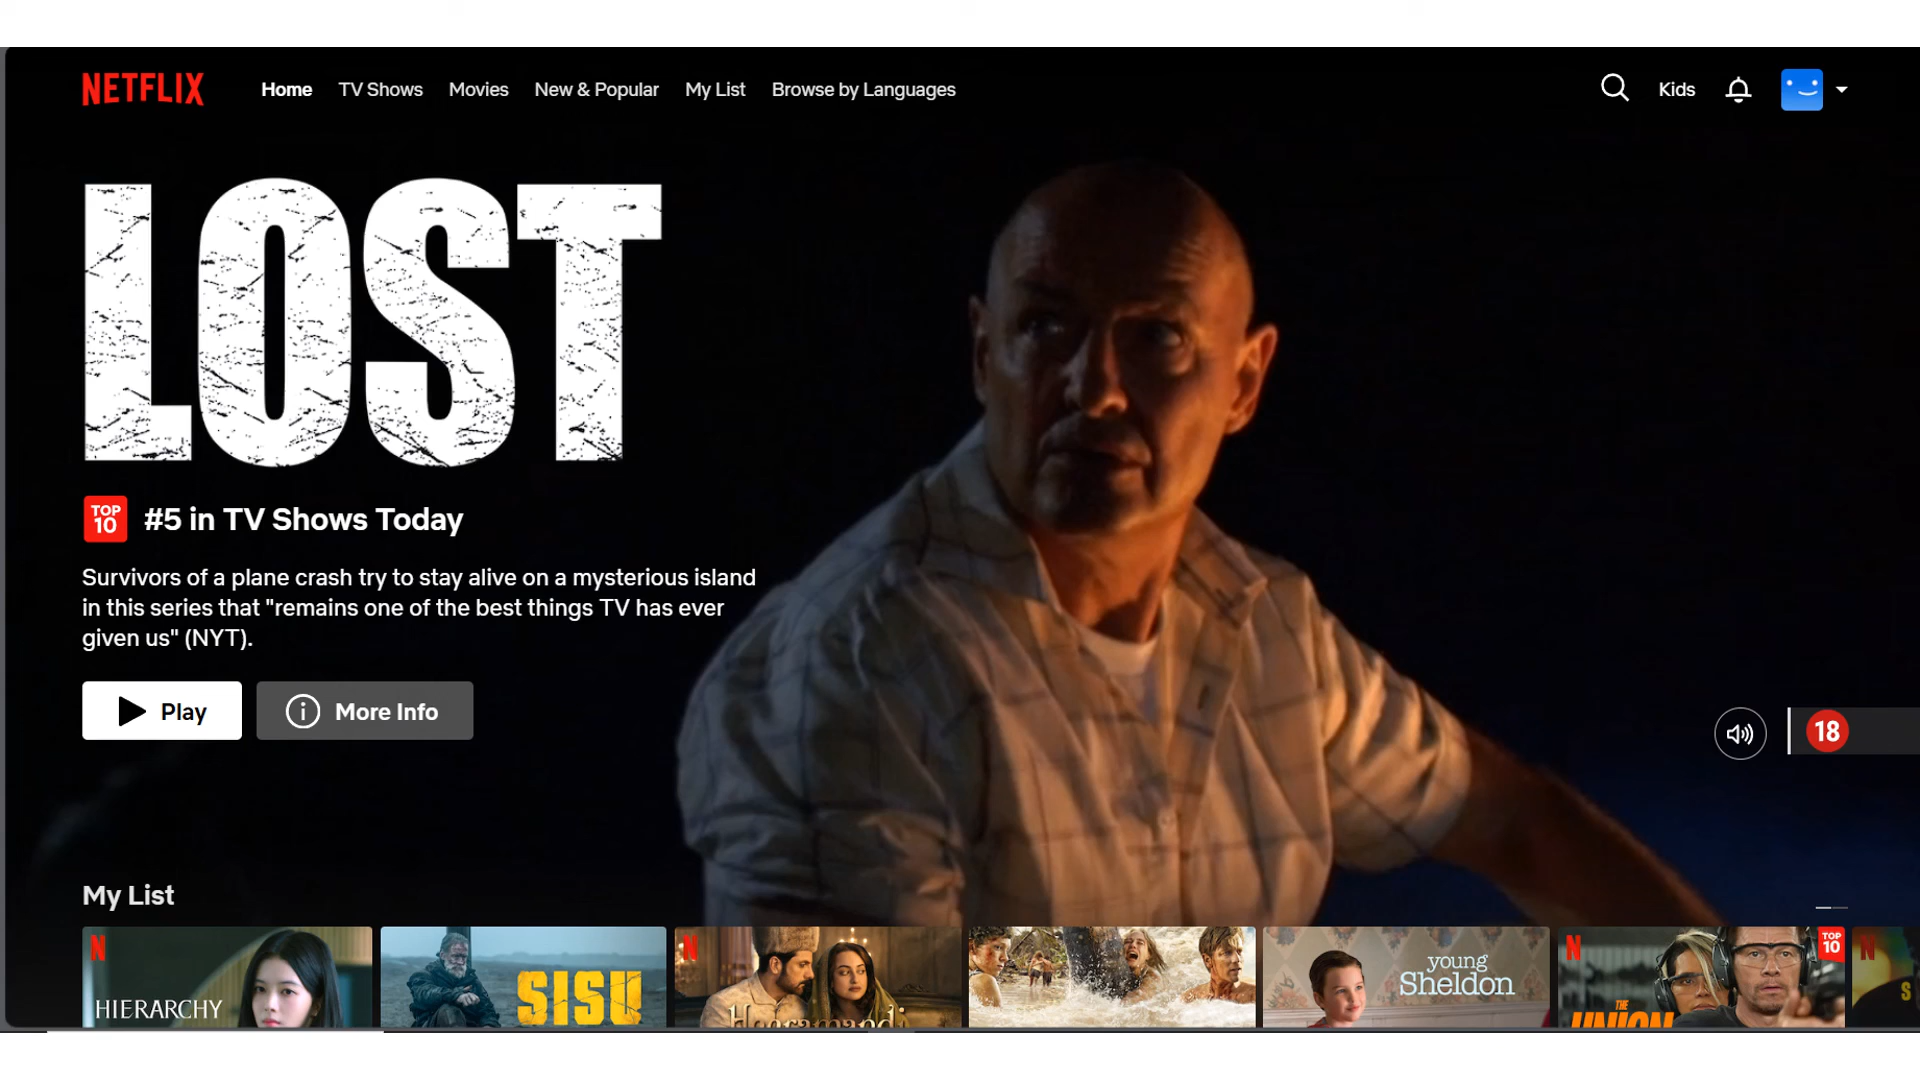 NETFLIX Home TV Shows Movies New & Popular My List Browse by Languages Kids
LOST
TOP 10 #5 in TV Shows Today
Survivors of a plane crash try to stay alive on a mysterious island
in this series that "remains one of the best things TV has ever
given us" (NYT).
Play More Info
18
My List
N
HIERARCHY
SISU
N
Heeramandi
young
Sheldon
N
TOP
10
THE
UNION
N
S